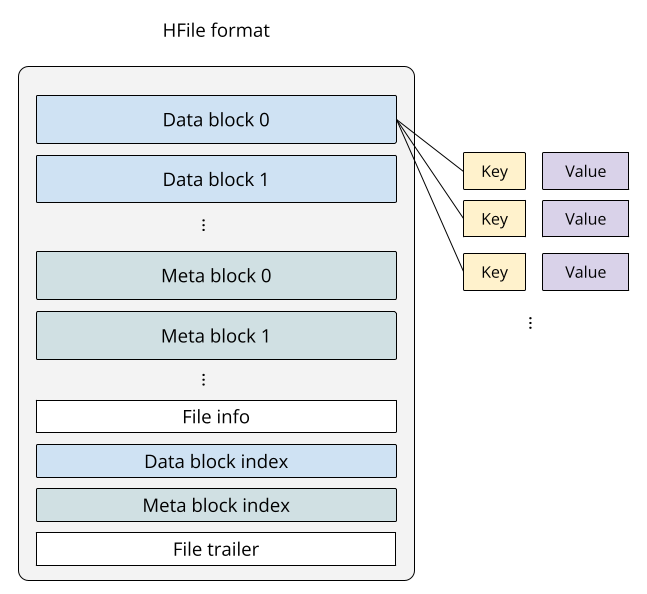 HFile format
Data block 0
Data block 1
⋮
Meta block 0
Meta block 1
⋮
File info
Data block index
Meta block index
File trailer
Key Value
Key Value
Key Value
⋮